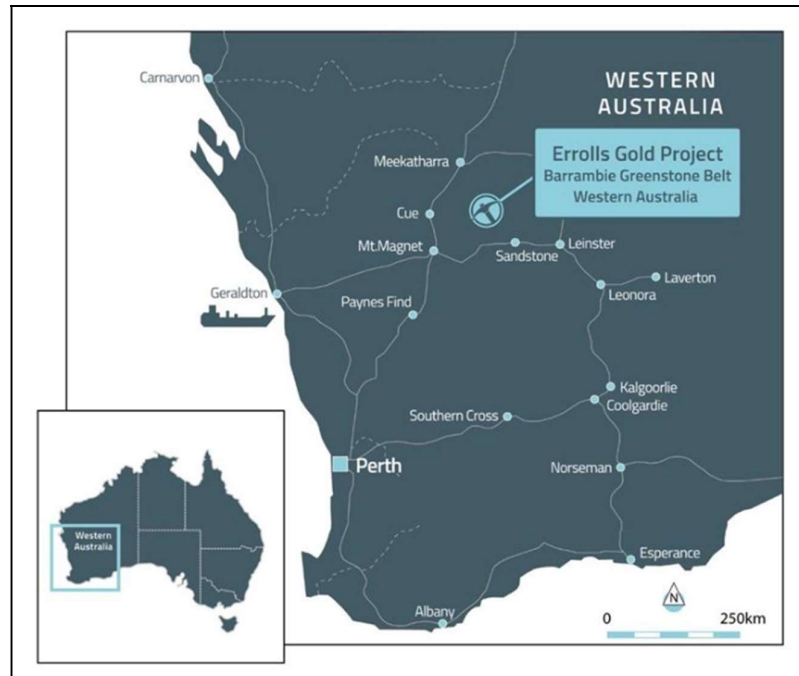 Carnarvon
WESTERN
AUSTRALIA
Errolls Gold Project
Barrambie Greenstone Belt
Western Australia
Meekatharra
Cue
Mt.Magnet
Sandstone
Leinster
Laverton
Leonora
Geraldton
Paynes Find
Kalgoorlie
Coolgardie
Southern Cross
Perth
Norseman
Western
Australia
Esperance
Albany
N
0 250km